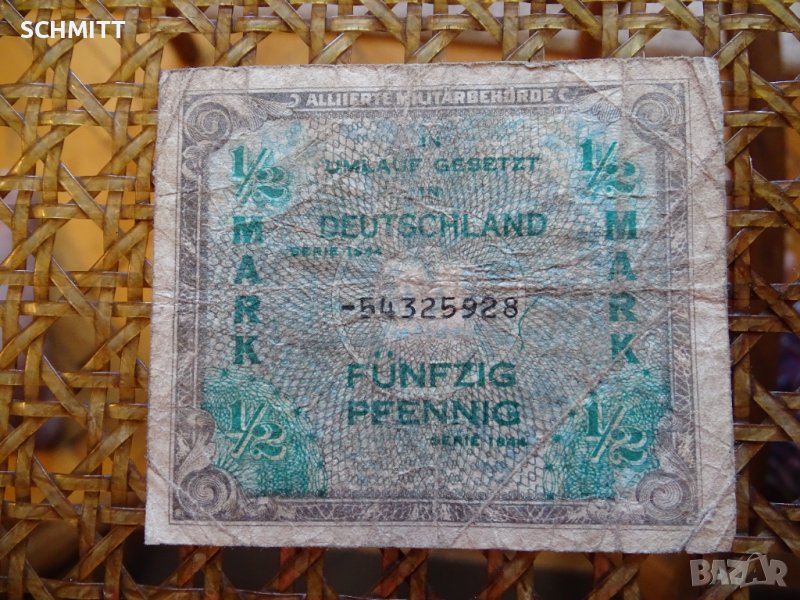 SCHMITT
ALLIIERTE MILITÄRBEHÖRDE
1/2 MARK
IN
UMLAUF GESETZT
IN
DEUTSCHLAND
SERIE 1944
-54325928
FÜNFZIG
PFENNIG
SERIE 1944
1/2
1/2 MARK
1/2
BAZAR